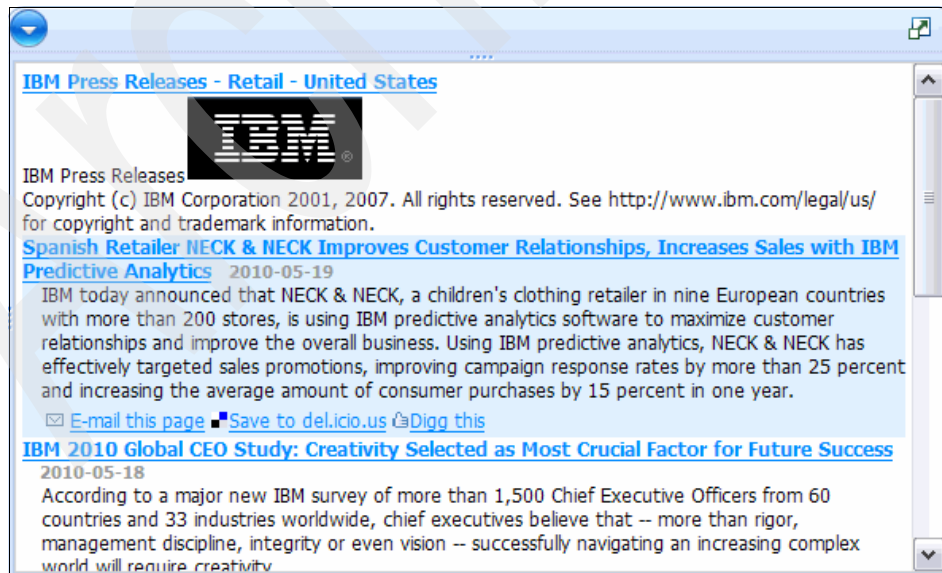 IBM Press Releases - Retail - United States
IBM®
IBM Press Releases
Copyright (c) IBM Corporation 2001, 2007. All rights reserved. See http://www.ibm.com/legal/us/
for copyright and trademark information.
Spanish Retailer NECK & NECK Improves Customer Relationships, Increases Sales with IBM
Predictive Analytics 2010-05-19
IBM today announced that NECK & NECK, a children's clothing retailer in nine European countries
with more than 200 stores, is using IBM predictive analytics software to maximize customer
relationships and improve the overall business. Using IBM predictive analytics, NECK & NECK has
effectively targeted sales promotions, improving campaign response rates by more than 25 percent
and increasing the average amount of consumer purchases by 15 percent in one year.
E-mail this page Save to del.icio.us Digg this
IBM 2010 Global CEO Study: Creativity Selected as Most Crucial Factor for Future Success
2010-05-18
According to a major new IBM survey of more than 1,500 Chief Executive Officers from 60
countries and 33 industries worldwide, chief executives believe that -- more than rigor,
management discipline, integrity or even vision -- successfully navigating an increasing complex
world will require creativity